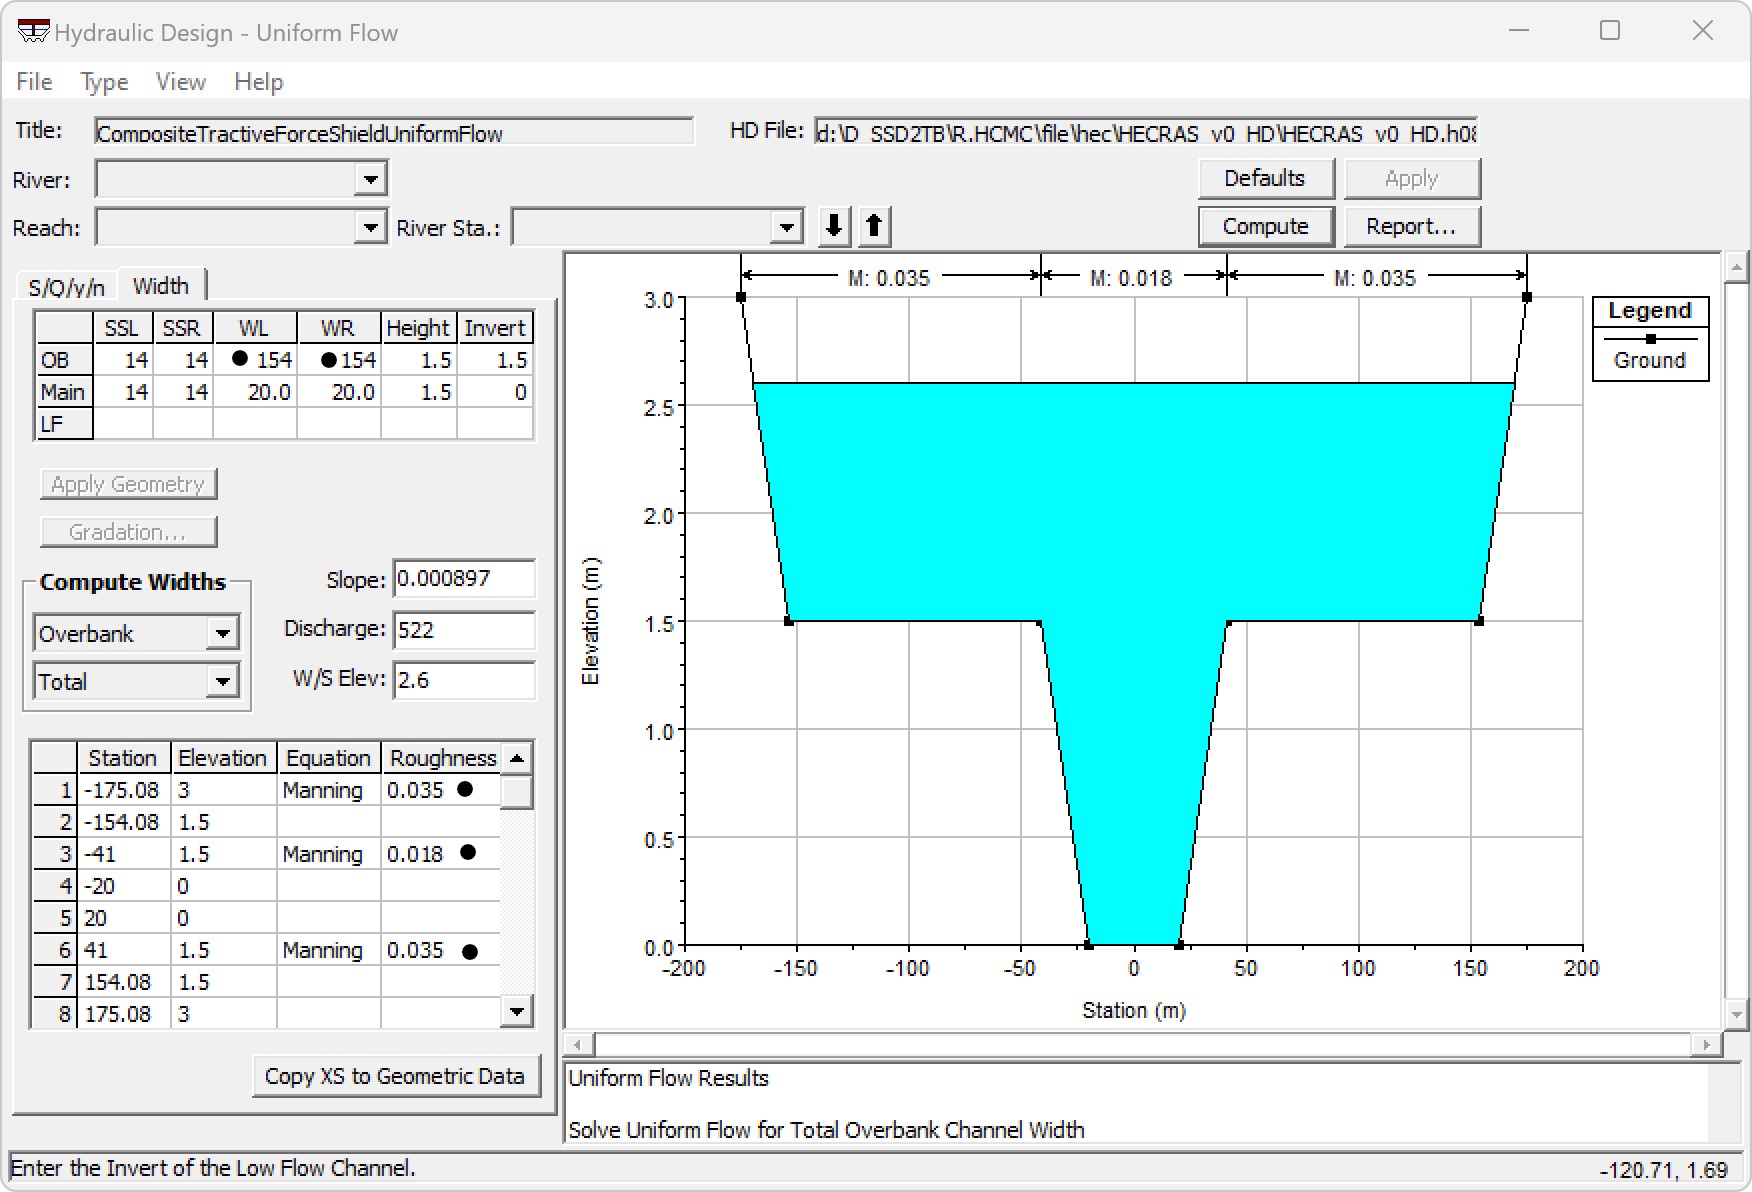 Hydraulic Design - Uniform Flow
File Type View Help
Title: CompositeTractiveForceShieldUniformFlow HD File: d:\D_SSD2TB\R.HCMC\file\hec\HECRAS_v0_HD\HECRAS_v0_HD.h08
River: Defaults Apply
Reach: River Sta.: Compute Report...
S/Q/y/n Width
SSL SSR WL WR Height Invert
OB 14 14 154 154 1.5 1.5
Main 14 14 20.0 20.0 1.5 0
LF
Apply Geometry
Gradation...
Compute Widths
Overbank
Total
Slope: 0.000897
Discharge: 522
W/S Elev: 2.6
Station Elevation Equation Roughness
1 -175.08 3 Manning 0.035
2 -154.08 1.5
3 -41 1.5 Manning 0.018
4 -20 0
5 20 0
6 41 1.5 Manning 0.035
7 154.08 1.5
8 175.08 3
Copy XS to Geometric Data
M: 0.035 M: 0.018 M: 0.035
3.0
2.5
2.0
1.5
1.0
0.5
0.0
Elevation (m)
-200 -150 -100 -50 0 50 100 150 200
Station (m)
Legend
Ground
Uniform Flow Results
Solve Uniform Flow for Total Overbank Channel Width
Enter the Invert of the Low Flow Channel. -120.71, 1.69